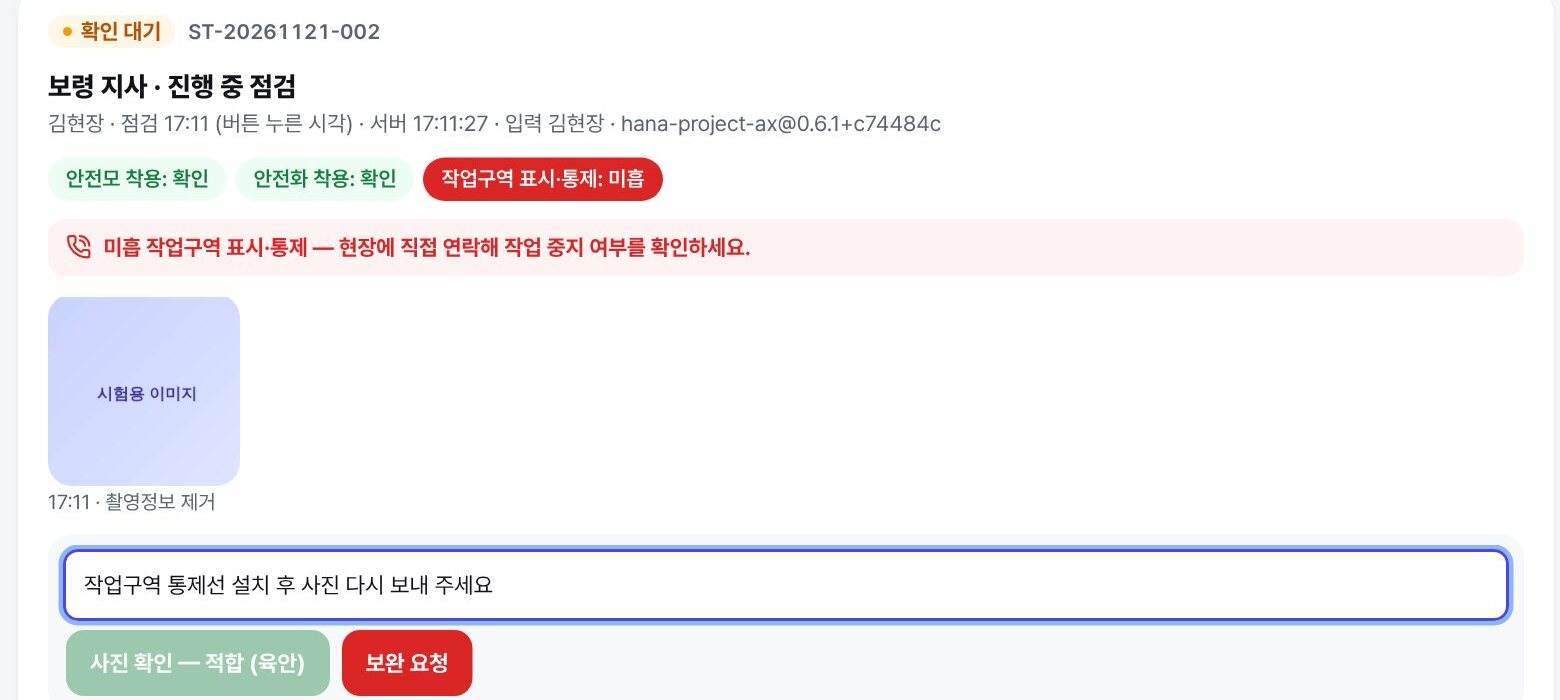 확인 대기 ST-20261121-002
보령 지사 · 진행 중 점검
김현장 · 점검 17:11 (버튼 누른 시각) · 서버 17:11:27 · 입력 김현장 · hana-project-ax@0.6.1+c74484c
안전모 착용: 확인 안전화 착용: 확인 작업구역 표시·통제: 미흡
미흡 작업구역 표시·통제 — 현장에 직접 연락해 작업 중지 여부를 확인하세요.
시험용 이미지
17:11 · 촬영정보 제거
작업구역 통제선 설치 후 사진 다시 보내 주세요
사진 확인 — 적합 (육안) 보완 요청